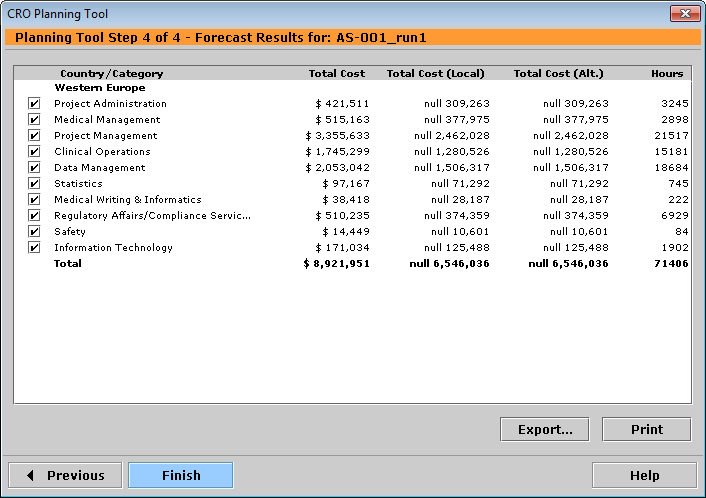 CRO Planning Tool
Planning Tool Step 4 of 4 - Forecast Results for: AS-001_run1
Country/Category Total Cost Total Cost (Local) Total Cost (Alt.) Hours
Western Europe
Project Administration $ 421,511 null 309,263 null 309,263 3245
Medical Management $ 515,163 null 377,975 null 377,975 2898
Project Management $ 3,355,633 null 2,462,028 null 2,462,028 21517
Clinical Operations $ 1,745,299 null 1,280,526 null 1,280,526 15181
Data Management $ 2,053,042 null 1,506,317 null 1,506,317 18684
Statistics $ 97,167 null 71,292 null 71,292 745
Medical Writing & Informatics $ 38,418 null 28,187 null 28,187 222
Regulatory Affairs/Compliance Servic... $ 510,235 null 374,359 null 374,359 6929
Safety $ 14,449 null 10,601 null 10,601 84
Information Technology $ 171,034 null 125,488 null 125,488 1902
Total $ 8,921,951 null 6,546,036 null 6,546,036 71406
Export... Print
Previous Finish Help